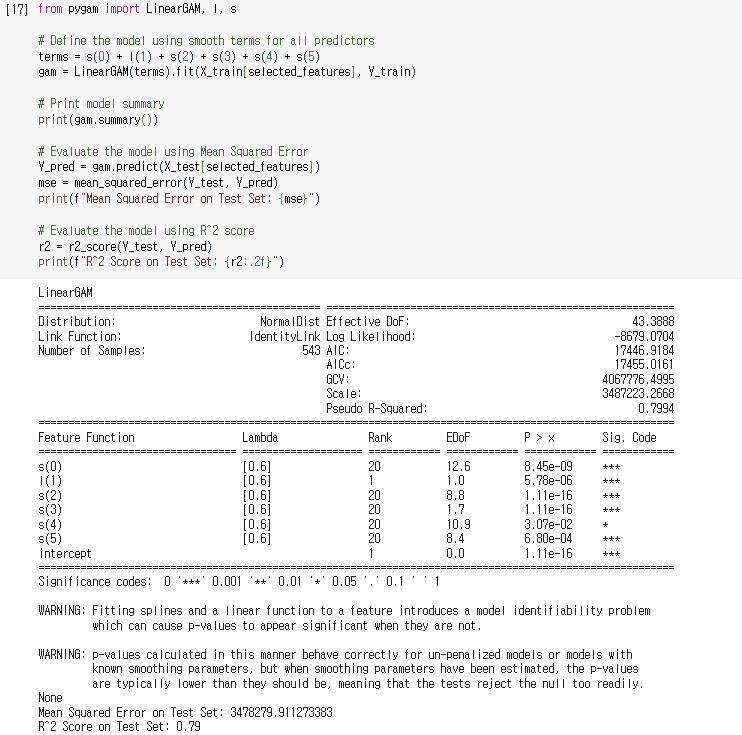 [17] from pygam import LinearGAM, l, s
# Define the model using smooth terms for all predictors
terms = s(0) + l(1) + s(2) + s(3) + s(4) + s(5)
gam = LinearGAM(terms).fit(X_train[selected_features], Y_train)
# Print model summary
print(gam.summary())
# Evaluate the model using Mean Squared Error
Y_pred = gam.predict(X_test[selected_features])
mse = mean_squared_error(Y_test, Y_pred)
print(f"Mean Squared Error on Test Set: {mse}")
# Evaluate the model using R^2 score
r2 = r2_score(Y_test, Y_pred)
print(f"R^2 Score on Test Set: {r2:.2f}")
LinearGAM
=============================================== ==========================================================
Distribution: NormalDist Effective DoF: 43.3888
Link Function: IdentityLink Log Likelihood: -8679.0704
Number of Samples: 543 AIC: 17446.9184
AICc: 17455.0161
GCV: 4067776.4995
Scale: 3487223.2668
Pseudo R-Squared: 0.7994
==========================================================================================================
Feature Function Lambda Rank EDoF P > x Sig. Code
================================= ==================== ============ ============ ============ ============
s(0) [0.6] 20 12.6 8.45e-09 ***
l(1) [0.6] 1 1.0 5.78e-06 ***
s(2) [0.6] 20 8.8 1.11e-16 ***
s(3) [0.6] 20 1.7 1.11e-16 ***
s(4) [0.6] 20 10.9 3.07e-02 *
s(5) [0.6] 20 8.4 6.80e-04 ***
intercept 1 0.0 1.11e-16 ***
==========================================================================================================
Significance codes: 0 '***' 0.001 '**' 0.01 '*' 0.05 '.' 0.1 ' ' 1
WARNING: Fitting splines and a linear function to a feature introduces a model identifiability problem
which can cause p-values to appear significant when they are not.
WARNING: p-values calculated in this manner behave correctly for un-penalized models or models with
known smoothing parameters, but when smoothing parameters have been estimated, the p-values
are typically lower than they should be, meaning that the tests reject the null too readily.
None
Mean Squared Error on Test Set: 3478279.911273383
R^2 Score on Test Set: 0.79